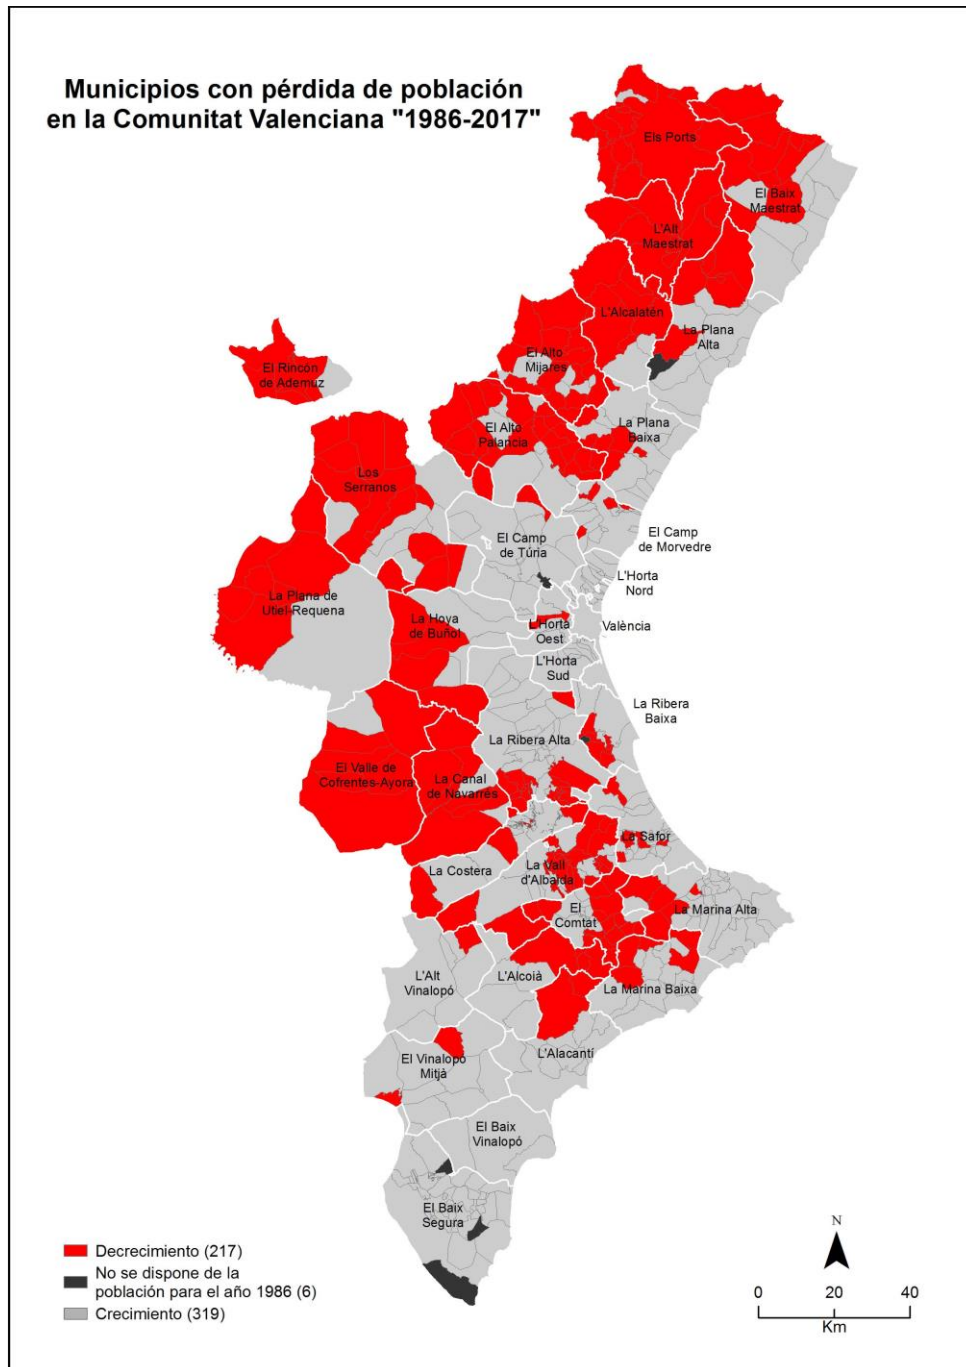 Municipios con pérdida de población
en la Comunitat Valenciana "1986-2017"
Els Ports
El Baix
Maestrat
L'Alt
Maestrat
L'Alcalatén
La Plana
Alta
El Alto
Mijares
El Rincón
de Ademuz
La Plana
Baixa
El Alto
Palancia
Los
Serranos
El Camp
de Túria
El Camp
de Morvedre
L'Horta
Nord
La Plana de
Utiel-Requena
La Hoya
de Buñol
L'Horta
Oest
València
L'Horta
Sud
La Ribera
Baixa
La Ribera Alta
El Valle de
Cofrentes-Ayora
La Canal
de Navarrés
La Safor
La Costera
La Vall
d'Albaida
El
Comtat
La Marina Alta
L'Alt
Vinalopó
L'Alcoià
La Marina Baixa
L'Alacantí
El Vinalopó
Mitjà
El Baix
Vinalopó
El Baix
Segura
Decrecimiento (217)
No se dispone de la
población para el año 1986 (6)
Crecimiento (319)
N
0 20 40
Km